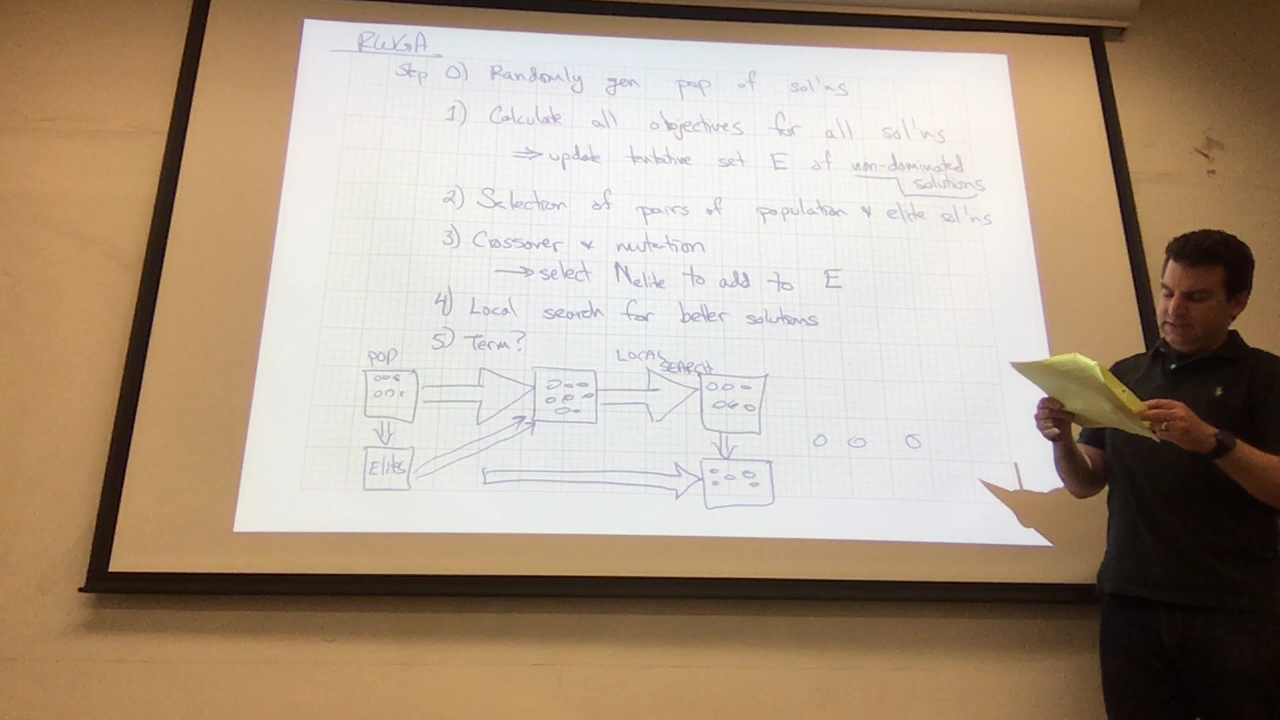 RWGA
Step 0) Randomly gen pop of sol'ns
1) Calculate all objectives for all sol'ns
⇒ update tentative set E of non-dominated
solutions
2) Selection of pairs of population & elite sol'ns
3) Crossover & mutation
→ select Nelite to add to E
4) Local search for better solutions
5) Term?
POP
LOCAL
SEARCH
Elites